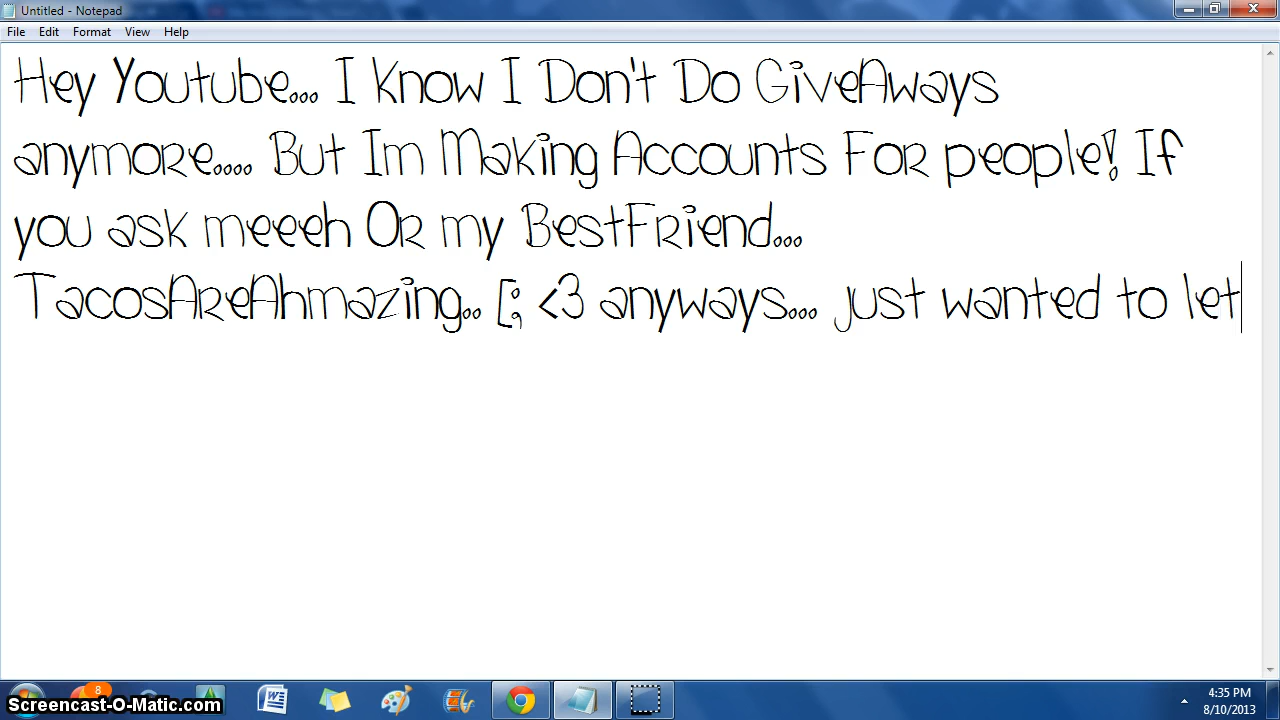 Untitled - Notepad
File Edit Format View Help
Hey Youtube... I Know I Don't Do GiveAways
anymore.... But Im Making Accounts For people! If
you ask meeeh Or my BestFriend...
TacosAreAhmazing.. [; <3 anyways... just wanted to let
8
Screencast-O-Matic.com
4:35 PM
8/10/2013